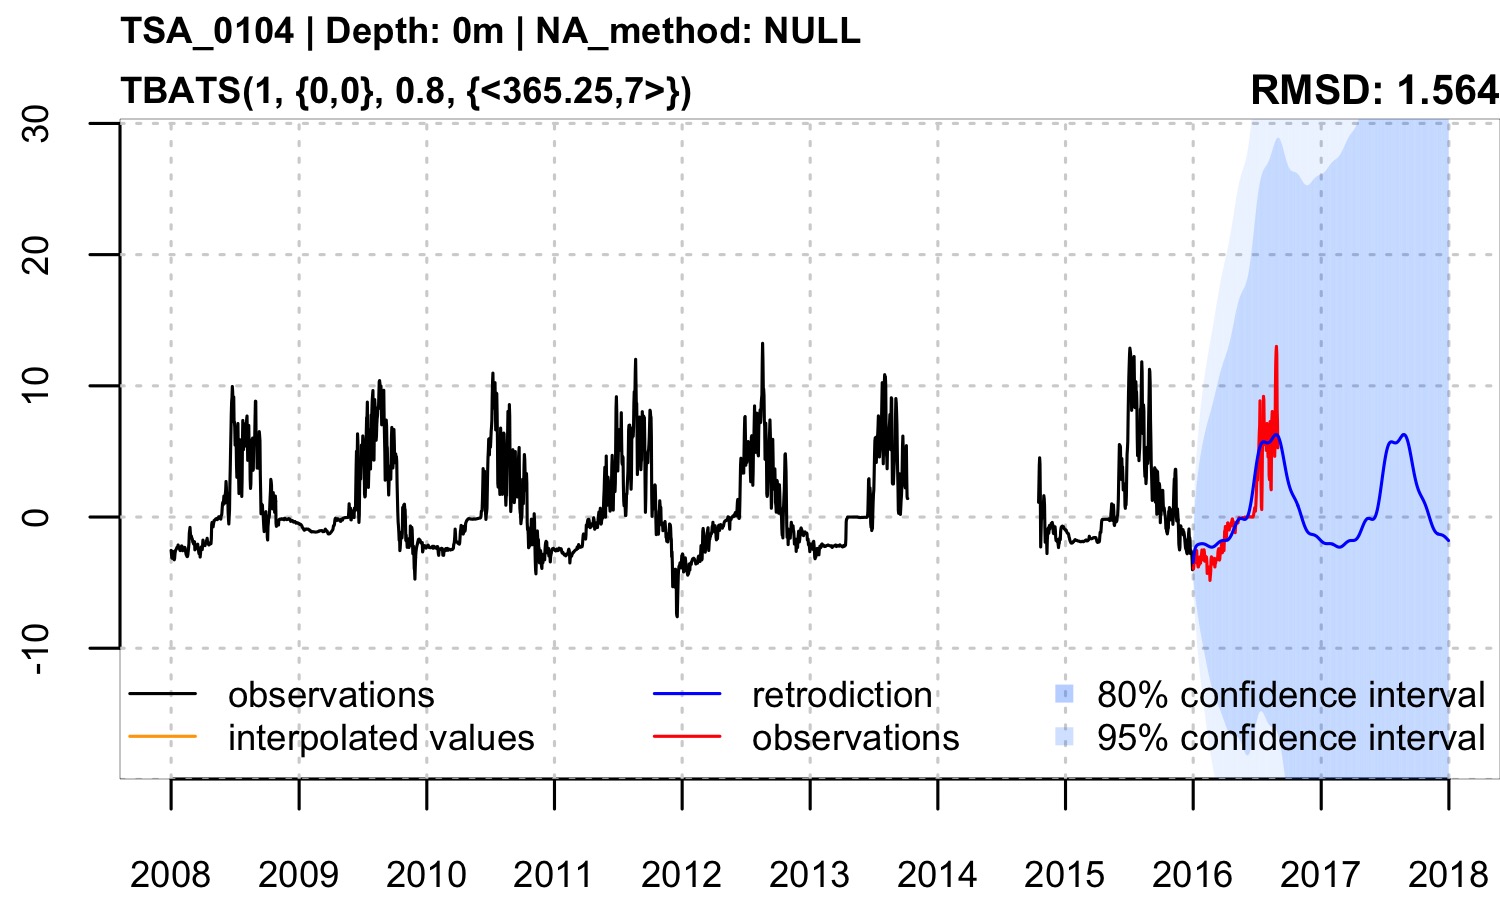 TSA_0104 | Depth: 0m | NA_method: NULL
TBATS(1, {0,0}, 0.8, {<365.25,7>})
RMSD: 1.564
30
20
10
0
-10
observations
interpolated values
retrodiction
observations
80% confidence interval
95% confidence interval
2008 2009 2010 2011 2012 2013 2014 2015 2016 2017 2018